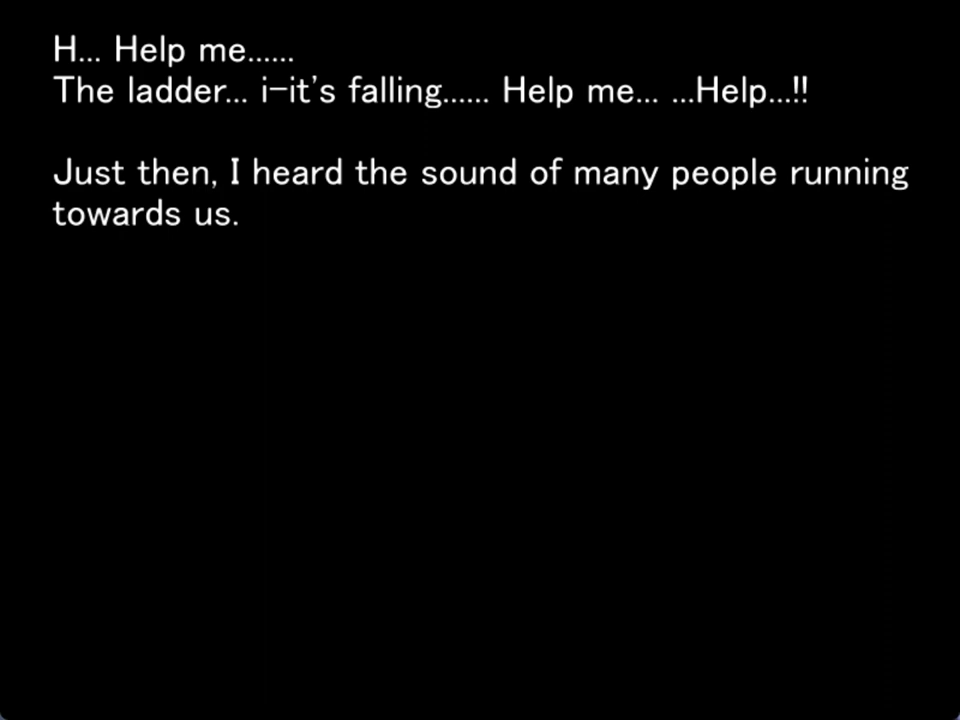 H... Help me......
The ladder... i-it's falling...... Help me... ...Help...!!
Just then, I heard the sound of many people running
towards us.